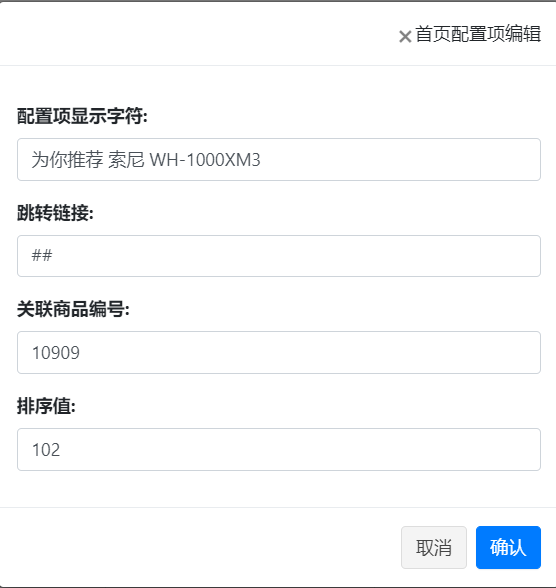 ×首页配置项编辑
配置项显示字符:
为你推荐 索尼 WH-1000XM3
跳转链接:
##
关联商品编号:
10909
排序值:
102
取消 确认